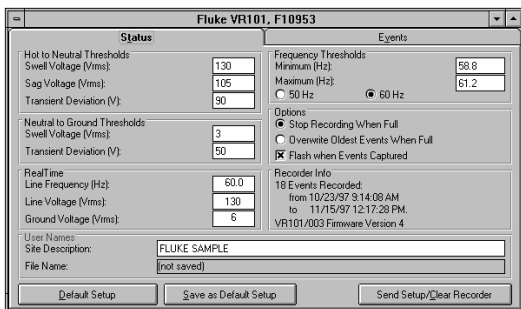 Fluke VR101, F10953
Status
Events
Hot to Neutral Thresholds
Swell Voltage (Vrms): 130
Sag Voltage (Vrms): 105
Transient Deviation (V): 90
Neutral to Ground Thresholds
Swell Voltage (Vrms): 3
Transient Deviation (V): 50
RealTime
Line Frequency (Hz): 60.0
Line Voltage (Vrms): 130
Ground Voltage (Vrms): 6
Frequency Thresholds
Minimum (Hz): 58.8
Maximum (Hz): 61.2
50 Hz 60 Hz
Options
Stop Recording When Full
Overwrite Oldest Events When Full
Flash when Events Captured
Recorder Info
18 Events Recorded:
from 10/23/97 9:14:08 AM
to 11/15/97 12:17:28 PM.
VR101/003 Firmware Version 4
User Names
Site Description: FLUKE SAMPLE
File Name: (not saved)
Default Setup
Save as Default Setup
Send Setup/Clear Recorder